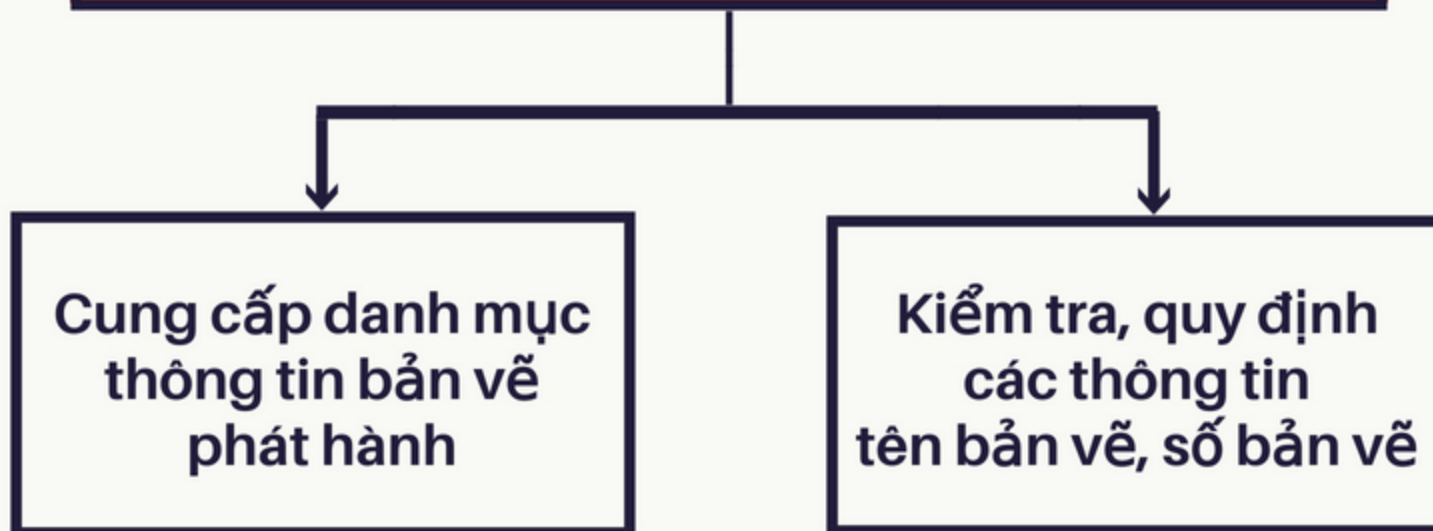 Cung cấp danh mục
thông tin bản vẽ
phát hành
Kiểm tra, quy định
các thông tin
tên bản vẽ, số bản vẽ